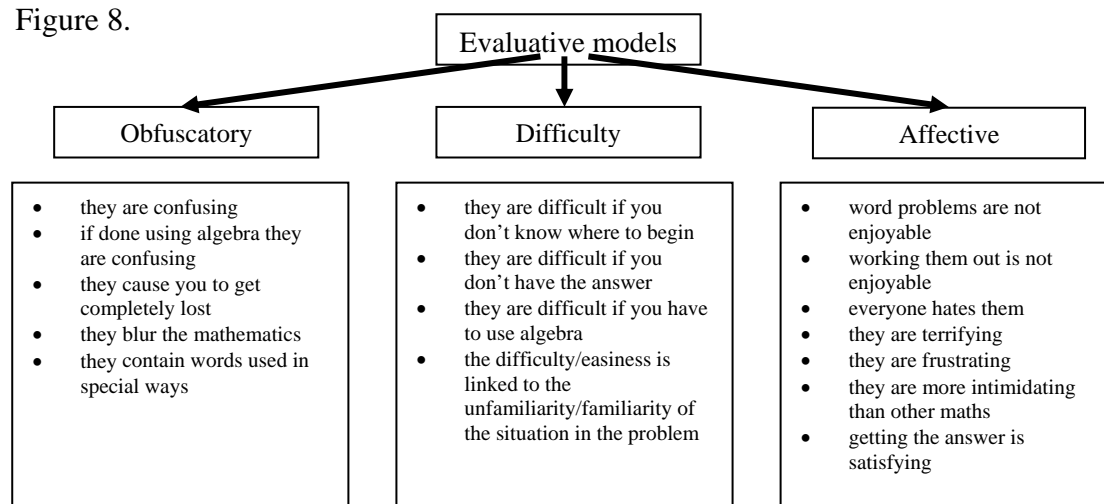 Figure 8.
Evaluative models
Obfuscatory
Difficulty
Affective
• they are confusing
• if done using algebra they
are confusing
• they cause you to get
completely lost
• they blur the mathematics
• they contain words used in
special ways
• they are difficult if you
don’t know where to begin
• they are difficult if you
don’t have the answer
• they are difficult if you have
to use algebra
• the difficulty/easiness is
linked to the
unfamiliarity/familiarity of
the situation in the problem
• word problems are not
enjoyable
• working them out is not
enjoyable
• everyone hates them
• they are terrifying
• they are frustrating
• they are more intimidating
than other maths
• getting the answer is
satisfying